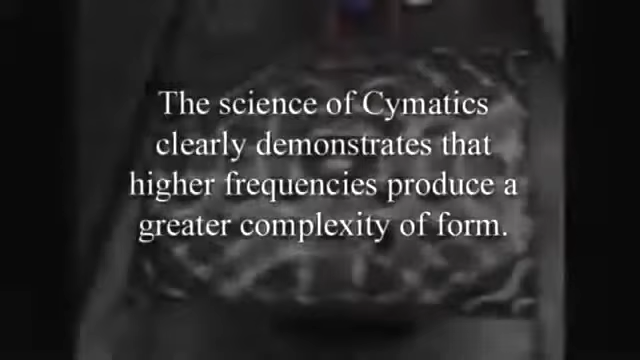 The science of Cymatics
clearly demonstrates that
higher frequencies produce a
greater complexity of form.